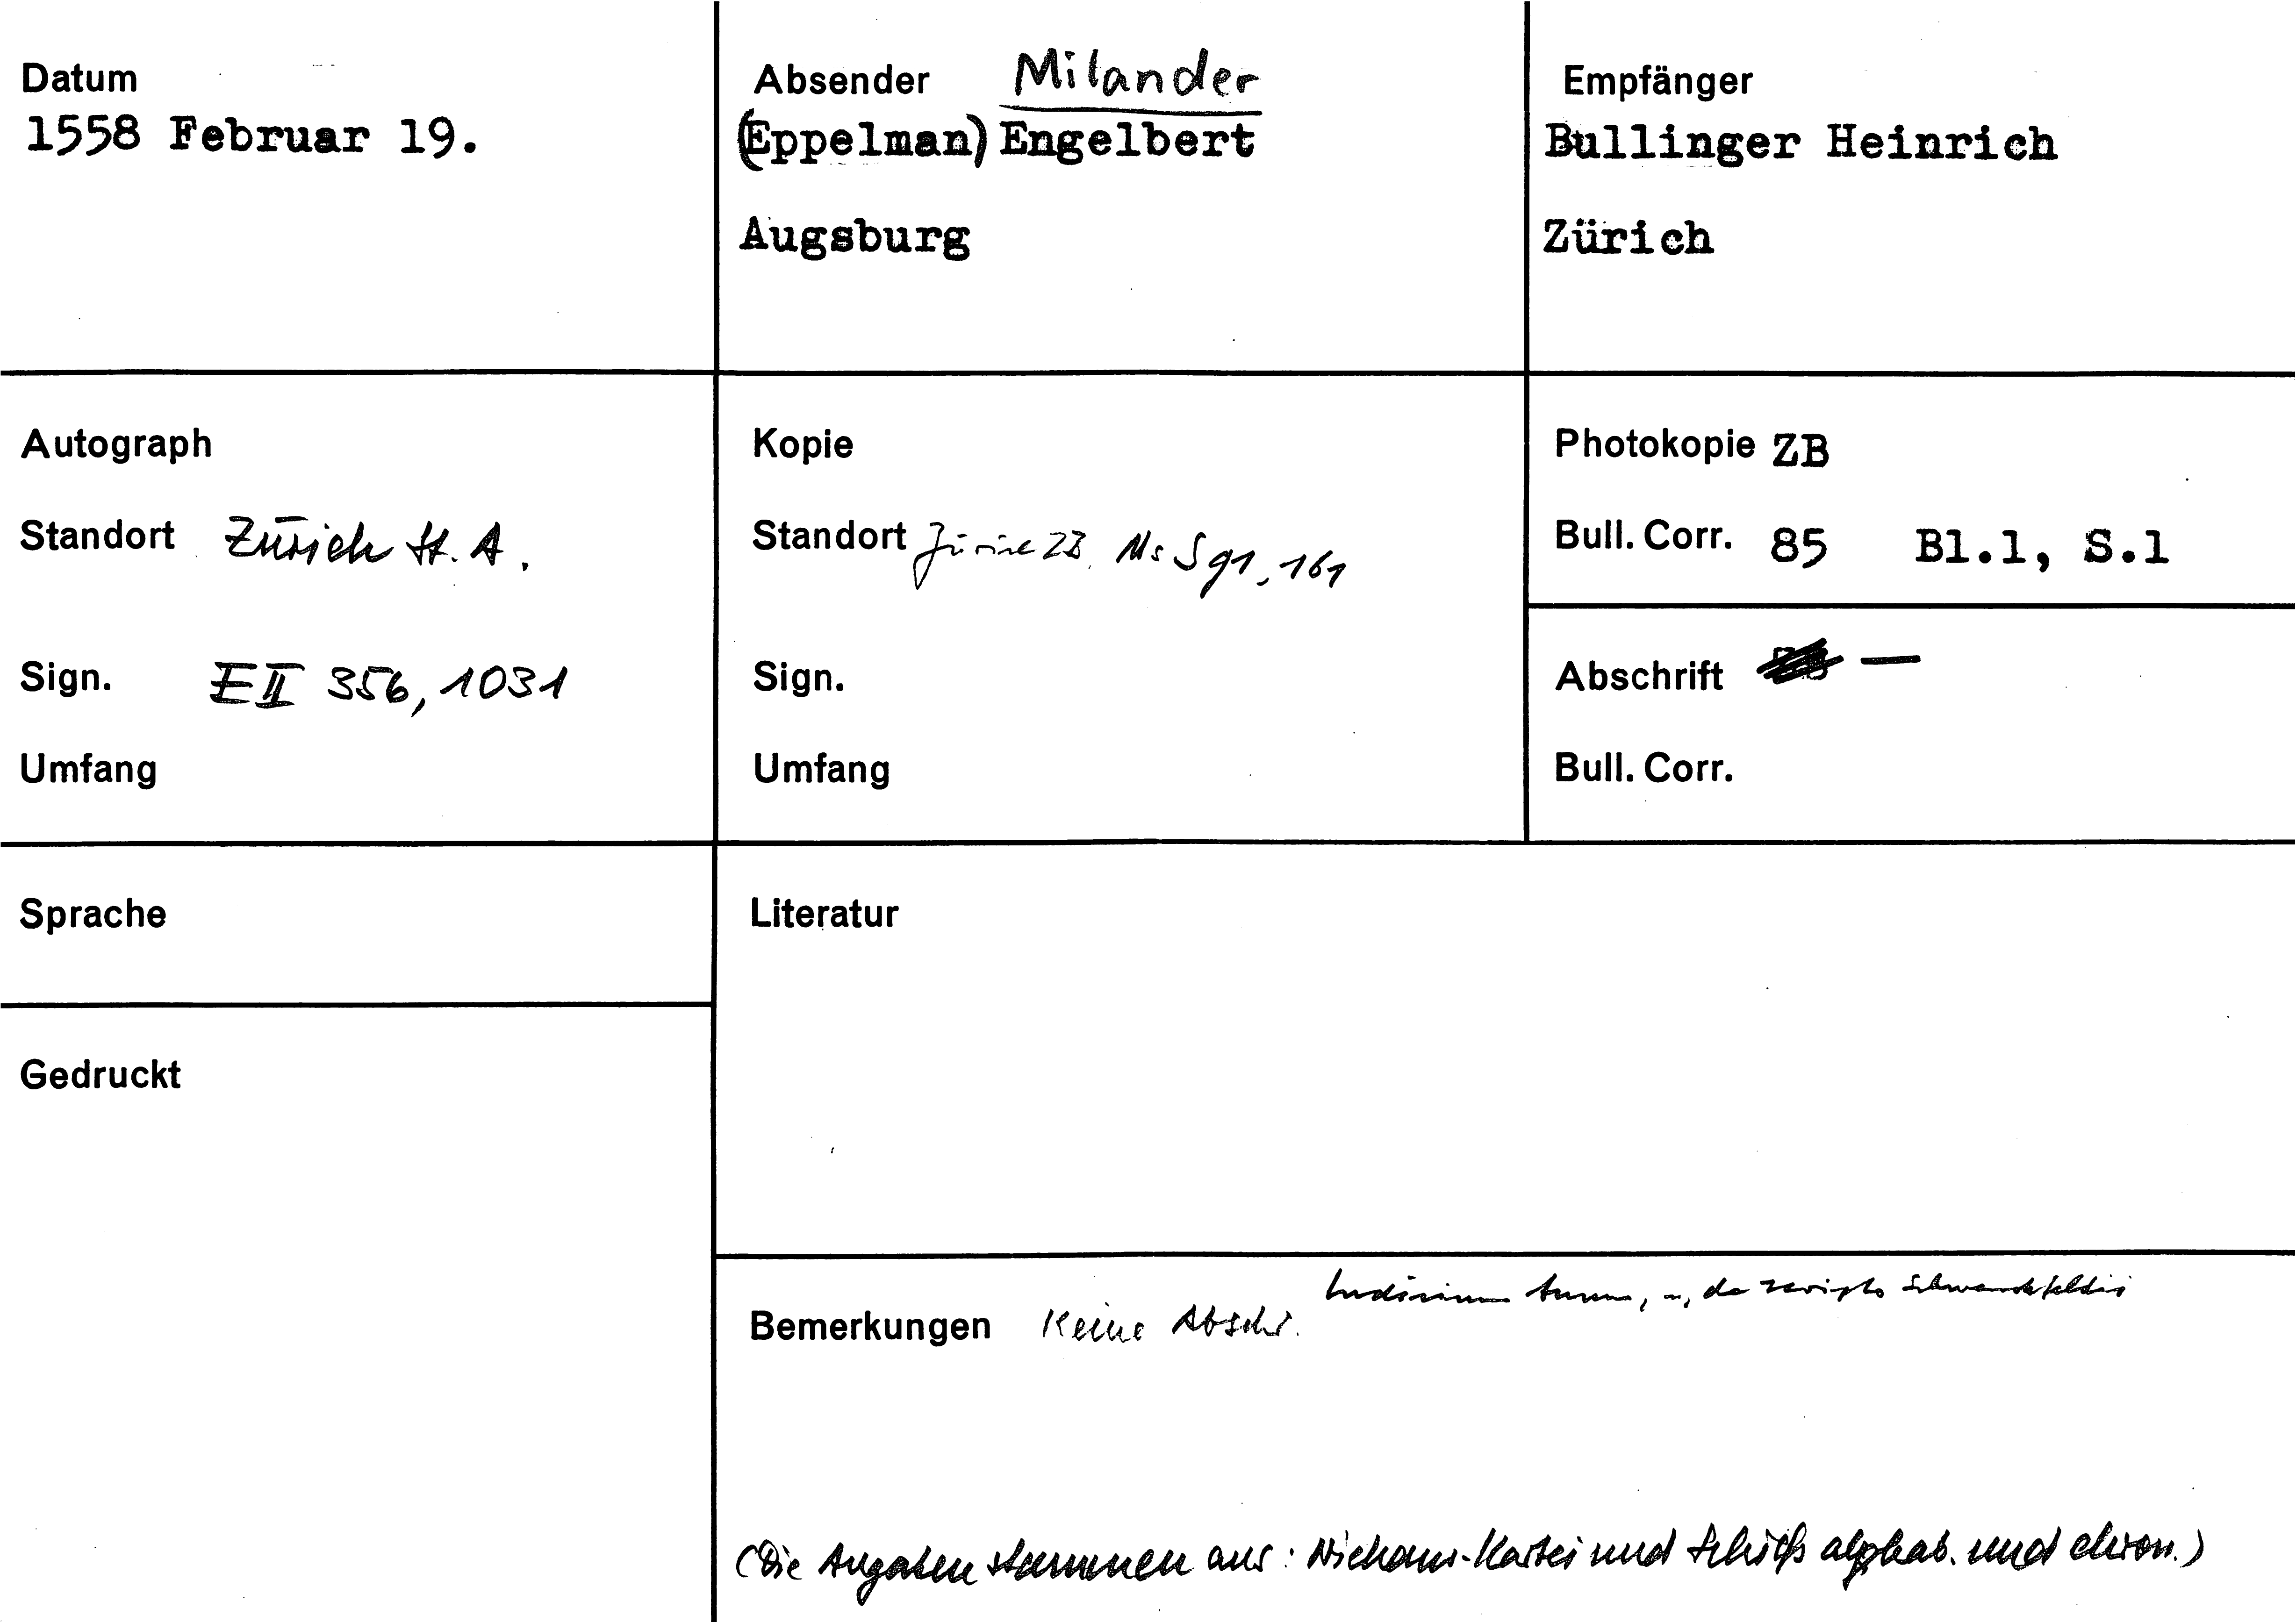 Datum
1558 Februar 19.
Absender Milander
(Eppelman) Engelbert
Augsburg
Empfänger
Bullinger Heinrich
Zürich
Autograph
Standort Zürich St. A.
Sign. E II 356, 1031
Umfang
Kopie
Standort Zürich ZB. Ms S 91, 161
Sign.
Umfang
Photokopie ZB
Bull. Corr. 85 Bl.1, S.1
Abschrift —
Bull. Corr.
Sprache
Literatur
Gedruckt
Bemerkungen Keine Abschr.
(Die Angaben stammen aus: Niehaus-Kartei und Schieß alphab. und chron.)